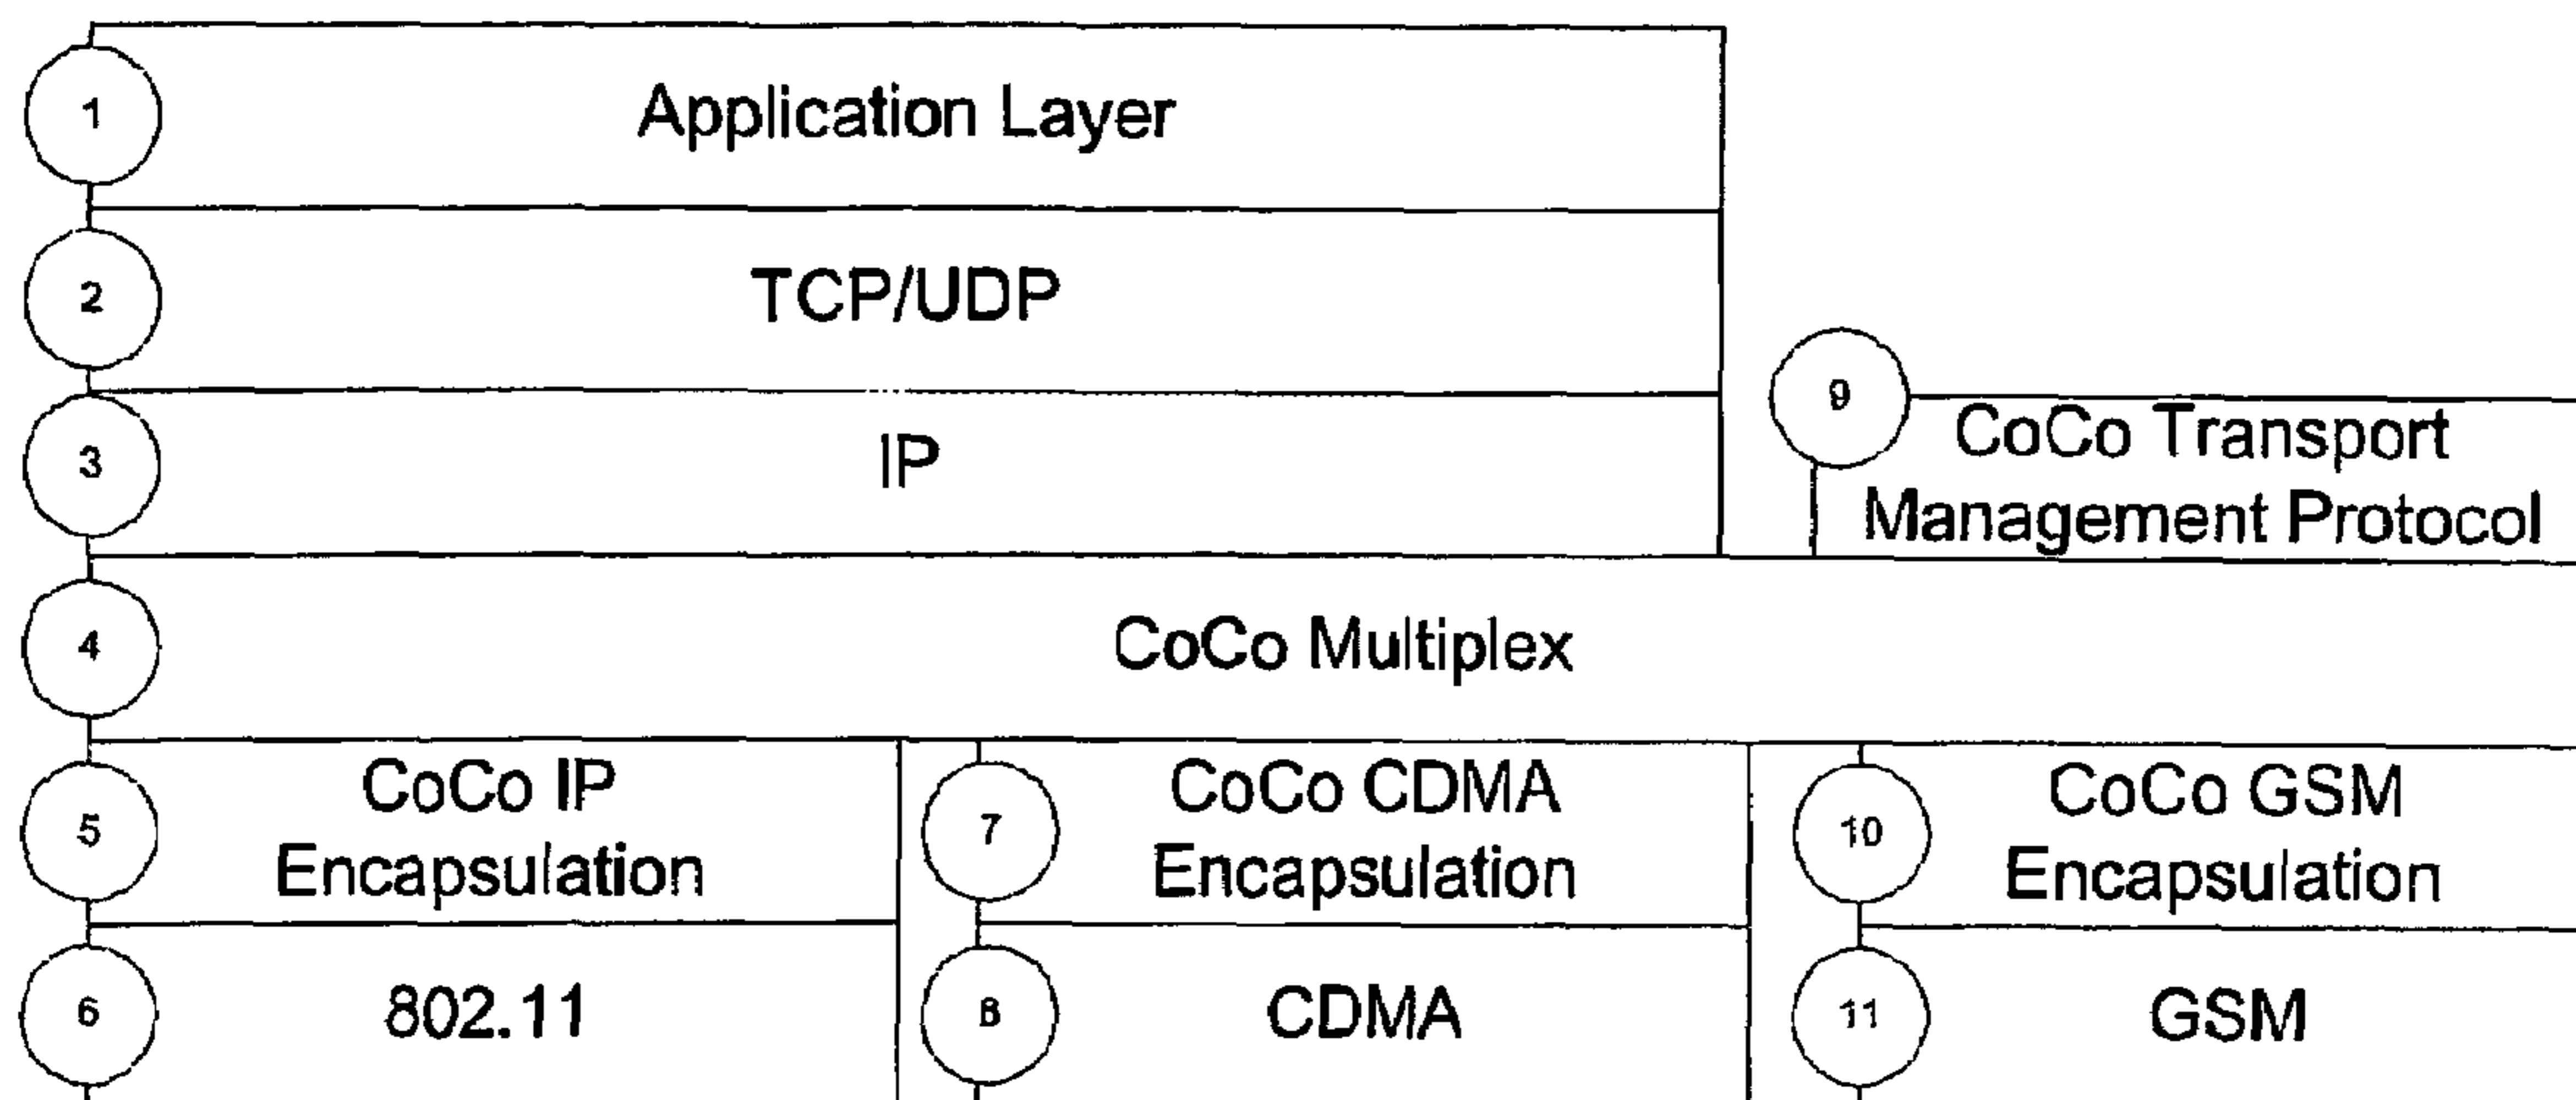 1
Application Layer
2
TCP/UDP
9
3
IP
CoCo Transport
Management Protocol
4
CoCo Multiplex
5
CoCo IP
Encapsulation
7
CoCo CDMA
Encapsulation
10
CoCo GSM
Encapsulation
6
802.11
8
CDMA
11
GSM